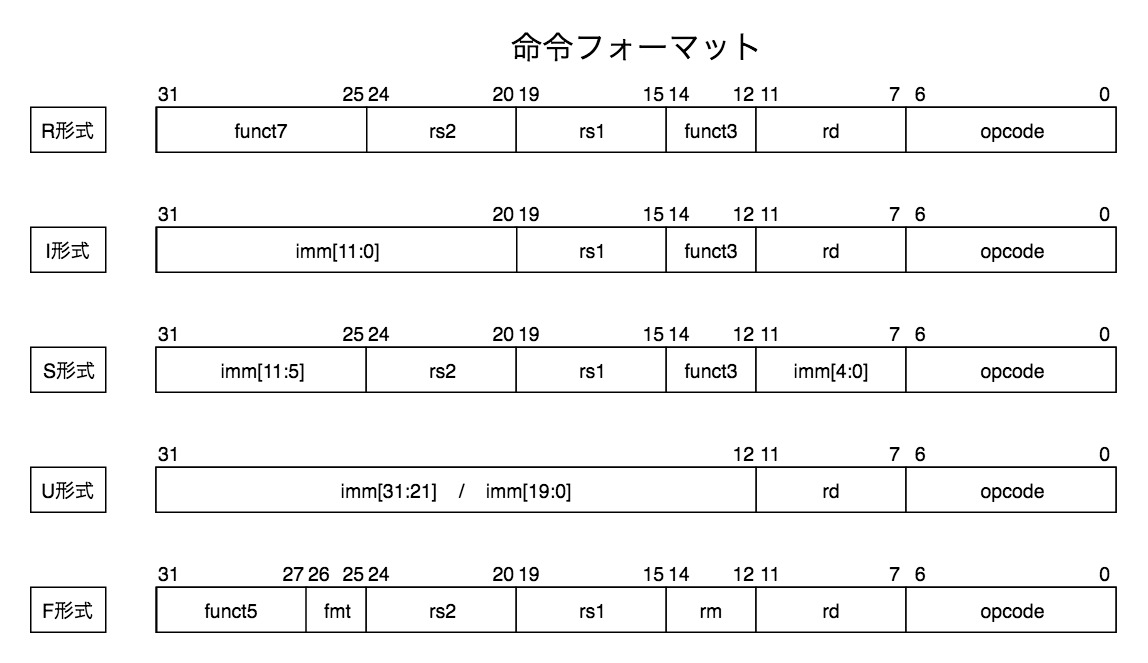 命令フォーマット
31 25 24 20 19 15 14 12 11 7 6 0
R形式 funct7 rs2 rs1 funct3 rd opcode
31 20 19 15 14 12 11 7 6 0
I形式 imm[11:0] rs1 funct3 rd opcode
31 25 24 20 19 15 14 12 11 7 6 0
S形式 imm[11:5] rs2 rs1 funct3 imm[4:0] opcode
31 12 11 7 6 0
U形式 imm[31:21] / imm[19:0] rd opcode
31 27 26 25 24 20 19 15 14 12 11 7 6 0
F形式 funct5 fmt rs2 rs1 rm rd opcode